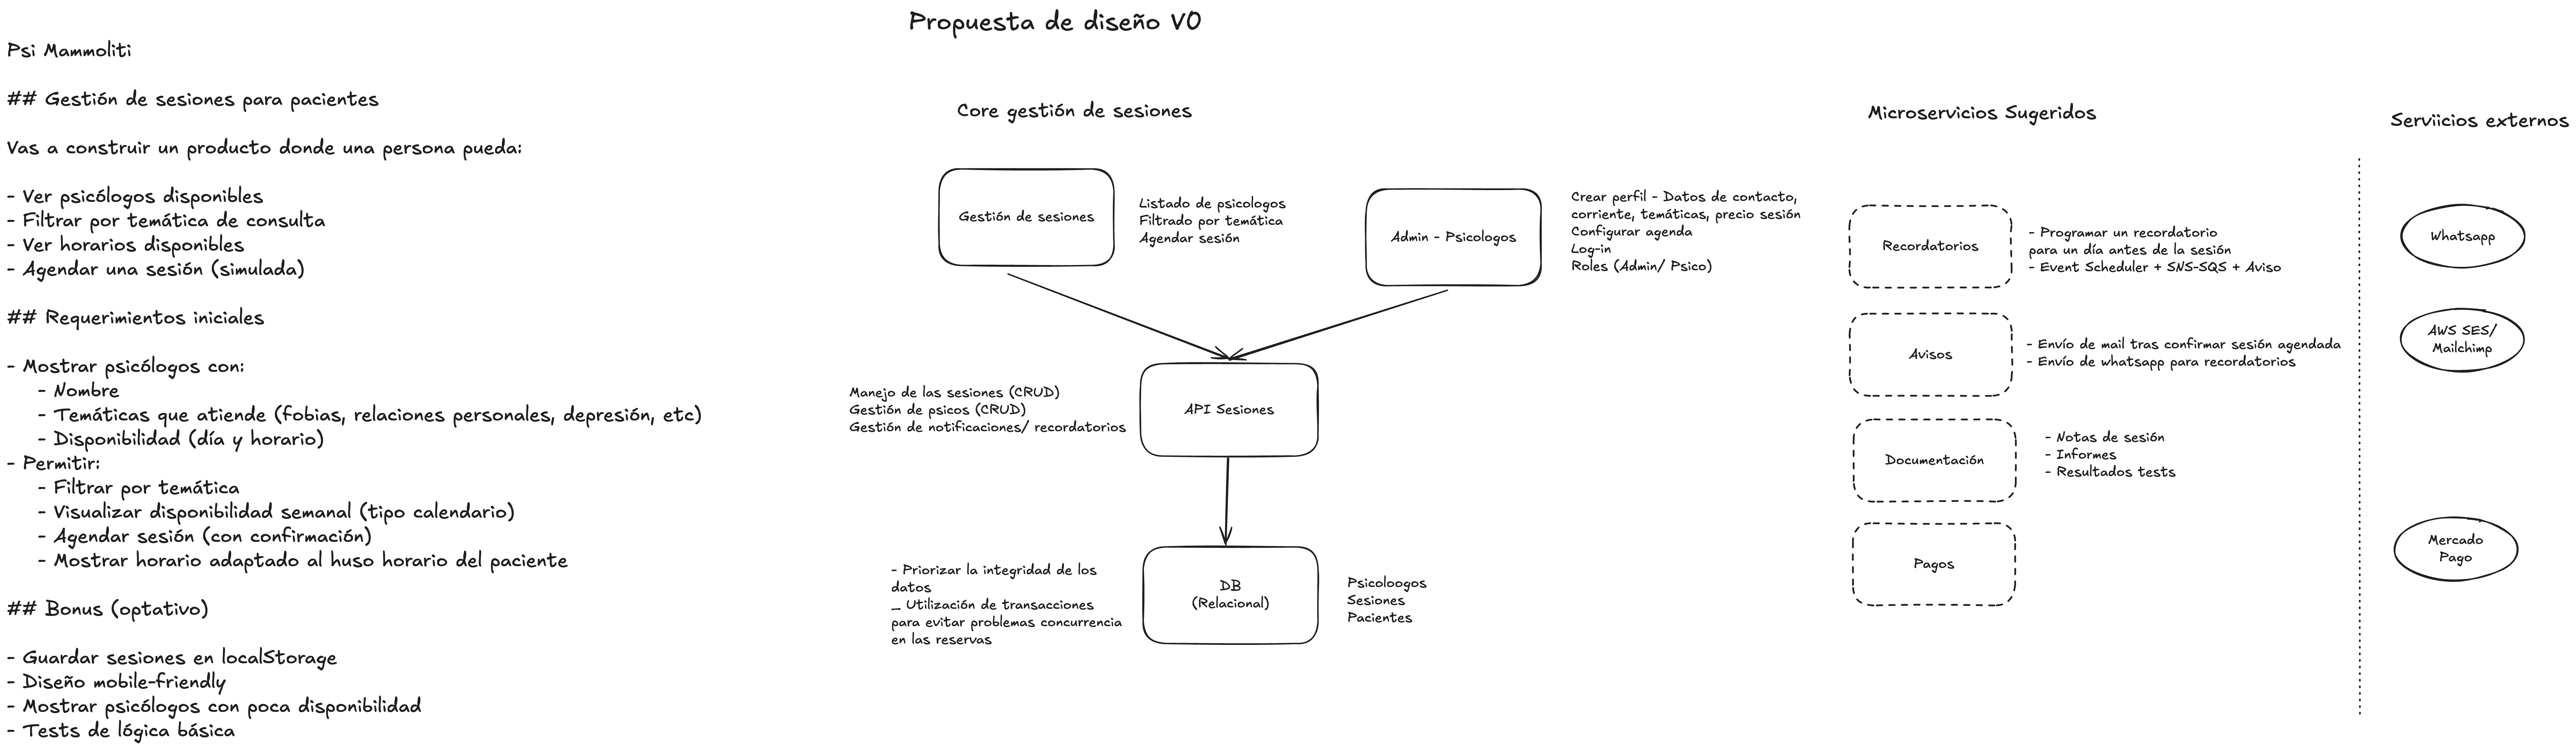 Propuesta de diseño V0
Psi Mammoliti
## Gestión de sesiones para pacientes
Vas a construir un producto donde una persona pueda:
- Ver psicólogos disponibles
- Filtrar por temática de consulta
- Ver horarios disponibles
- Agendar una sesión (simulada)
## Requerimientos iniciales
- Mostrar psicólogos con:
- Nombre
- Temáticas que atiende (fobias, relaciones personales, depresión, etc)
- Disponibilidad (día y horario)
- Permitir:
- Filtrar por temática
- Visualizar disponibilidad semanal (tipo calendario)
- Agendar sesión (con confirmación)
- Mostrar horario adaptado al huso horario del paciente
## Bonus (optativo)
- Guardar sesiones en localStorage
- Diseño mobile-friendly
- Mostrar psicólogos con poca disponibilidad
- Tests de lógica básica
Core gestión de sesiones
Gestión de sesiones
Listado de psicologos
Filtrado por temática
Agendar sesión
Admin - Psicologos
Crear perfil - Datos de contacto,
corriente, temáticas, precio sesión
Configurar agenda
Log-in
Roles (Admin/ Psico)
Manejo de las sesiones (CRUD)
Gestión de psicos (CRUD)
Gestión de notificaciones/ recordatorios
API Sesiones
- Priorizar la integridad de los
datos
_ Utilización de transacciones
para evitar problemas concurrencia
en las reservas
DB
(Relacional)
Psicoloogos
Sesiones
Pacientes
Microservicios Sugeridos
Recordatorios
- Programar un recordatorio
para un día antes de la sesión
- Event Scheduler + SNS-SQS + Aviso
Avisos
- Envío de mail tras confirmar sesión agendada
- Envío de whatsapp para recordatorios
Documentación
- Notas de sesión
- Informes
- Resultados tests
Pagos
Serviicios externos
Whatsapp
AWS SES/
Mailchimp
Mercado
Pago